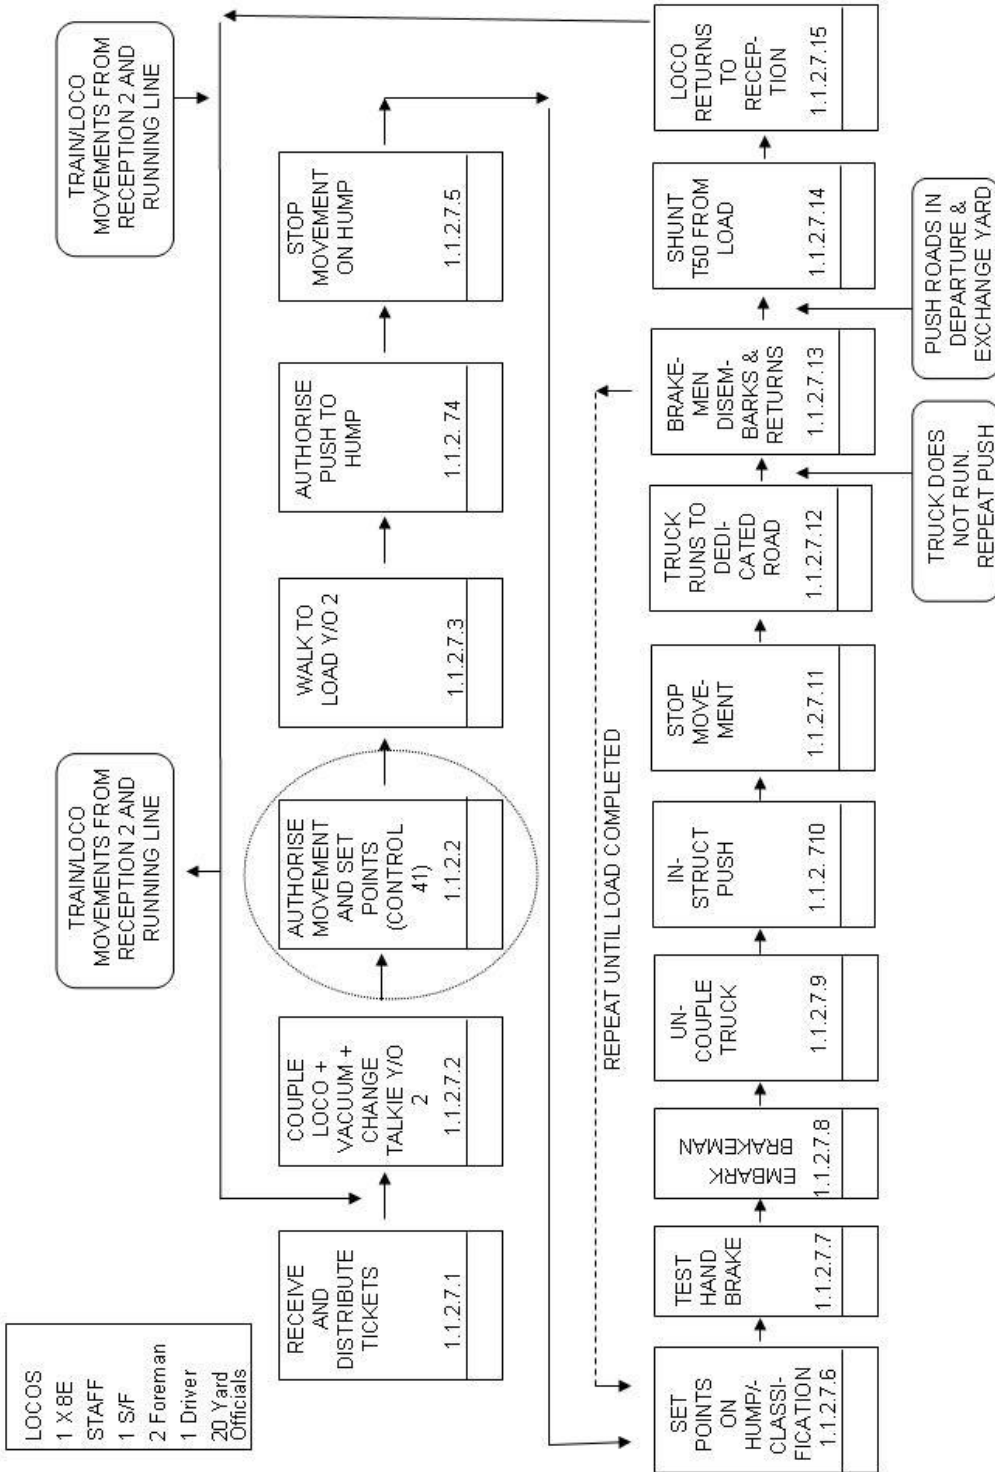 LOCOS
1 X 8E
STAFF
1 S/F
2 Foreman
1 Driver
20 Yard
Officials
TRAIN/LOCO
MOVEMENTS FROM
RECEPTION 2 AND
RUNNING LINE
TRAIN/LOCO
MOVEMENTS FROM
RECEPTION 2 AND
RUNNING LINE
RECEIVE
AND
DISTRIBUTE
TICKETS
1.1.2.7.1
COUPLE
LOCO +
VACUUM +
CHANGE
TALKIE Y/O
2
1.1.2.7.2
AUTHORISE
MOVEMENT
AND SET
POINTS
(CONTROL
41)
1.1.2.2
WALK TO
LOAD Y/O 2
1.1.2.7.3
AUTHORISE
PUSH TO
HUMP
1.1.2. 74
STOP
MOVEMENT
ON HUMP
1.1.2.7.5
REPEAT UNTIL LOAD COMPLETED
SET
POINTS
ON
HUMP/-
CLASSI-
FICATION
1.1.2.7.6
TEST
HAND
BRAKE
1.1.2.7.7
EMBARK
BRAKEMAN
1.1.2.7.8
UN-
COUPLE
TRUCK
1.1.2.7.9
IN-
STRUCT
PUSH
1.1.2. 710
STOP
MOVE-
MENT
1.1.2.7.11
TRUCK
RUNS TO
DEDI-
CATED
ROAD
1.1.2.7.12
BRAKE-
MEN
DISEM-
BARKS &
RETURNS
1.1.2.7.13
SHUNT
T50 FROM
LOAD
1.1.2.7.14
LOCO
RETURNS
TO
RECEP-
TION
1.1.2.7.15
TRUCK DOES
NOT RUN.
REPEAT PUSH
PUSH ROADS IN
DEPARTURE &
EXCHANGE YARD